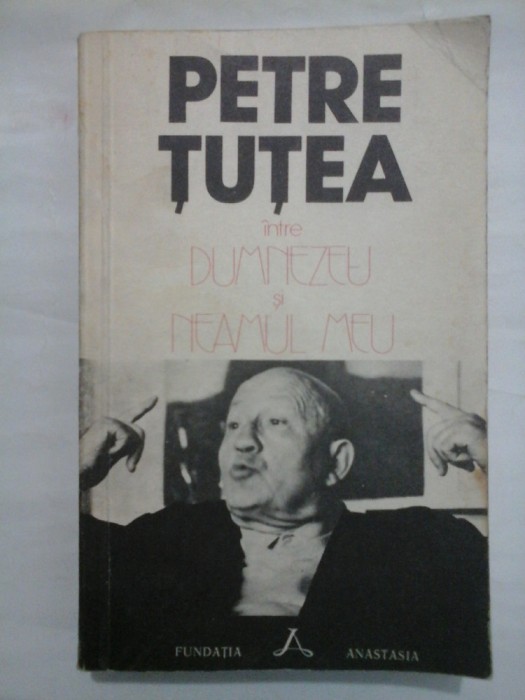 PETRE
ȚUȚEA
între
DUMNEZEU
și
NEAMUL MEU
FUNDAȚIA A ANASTASIA